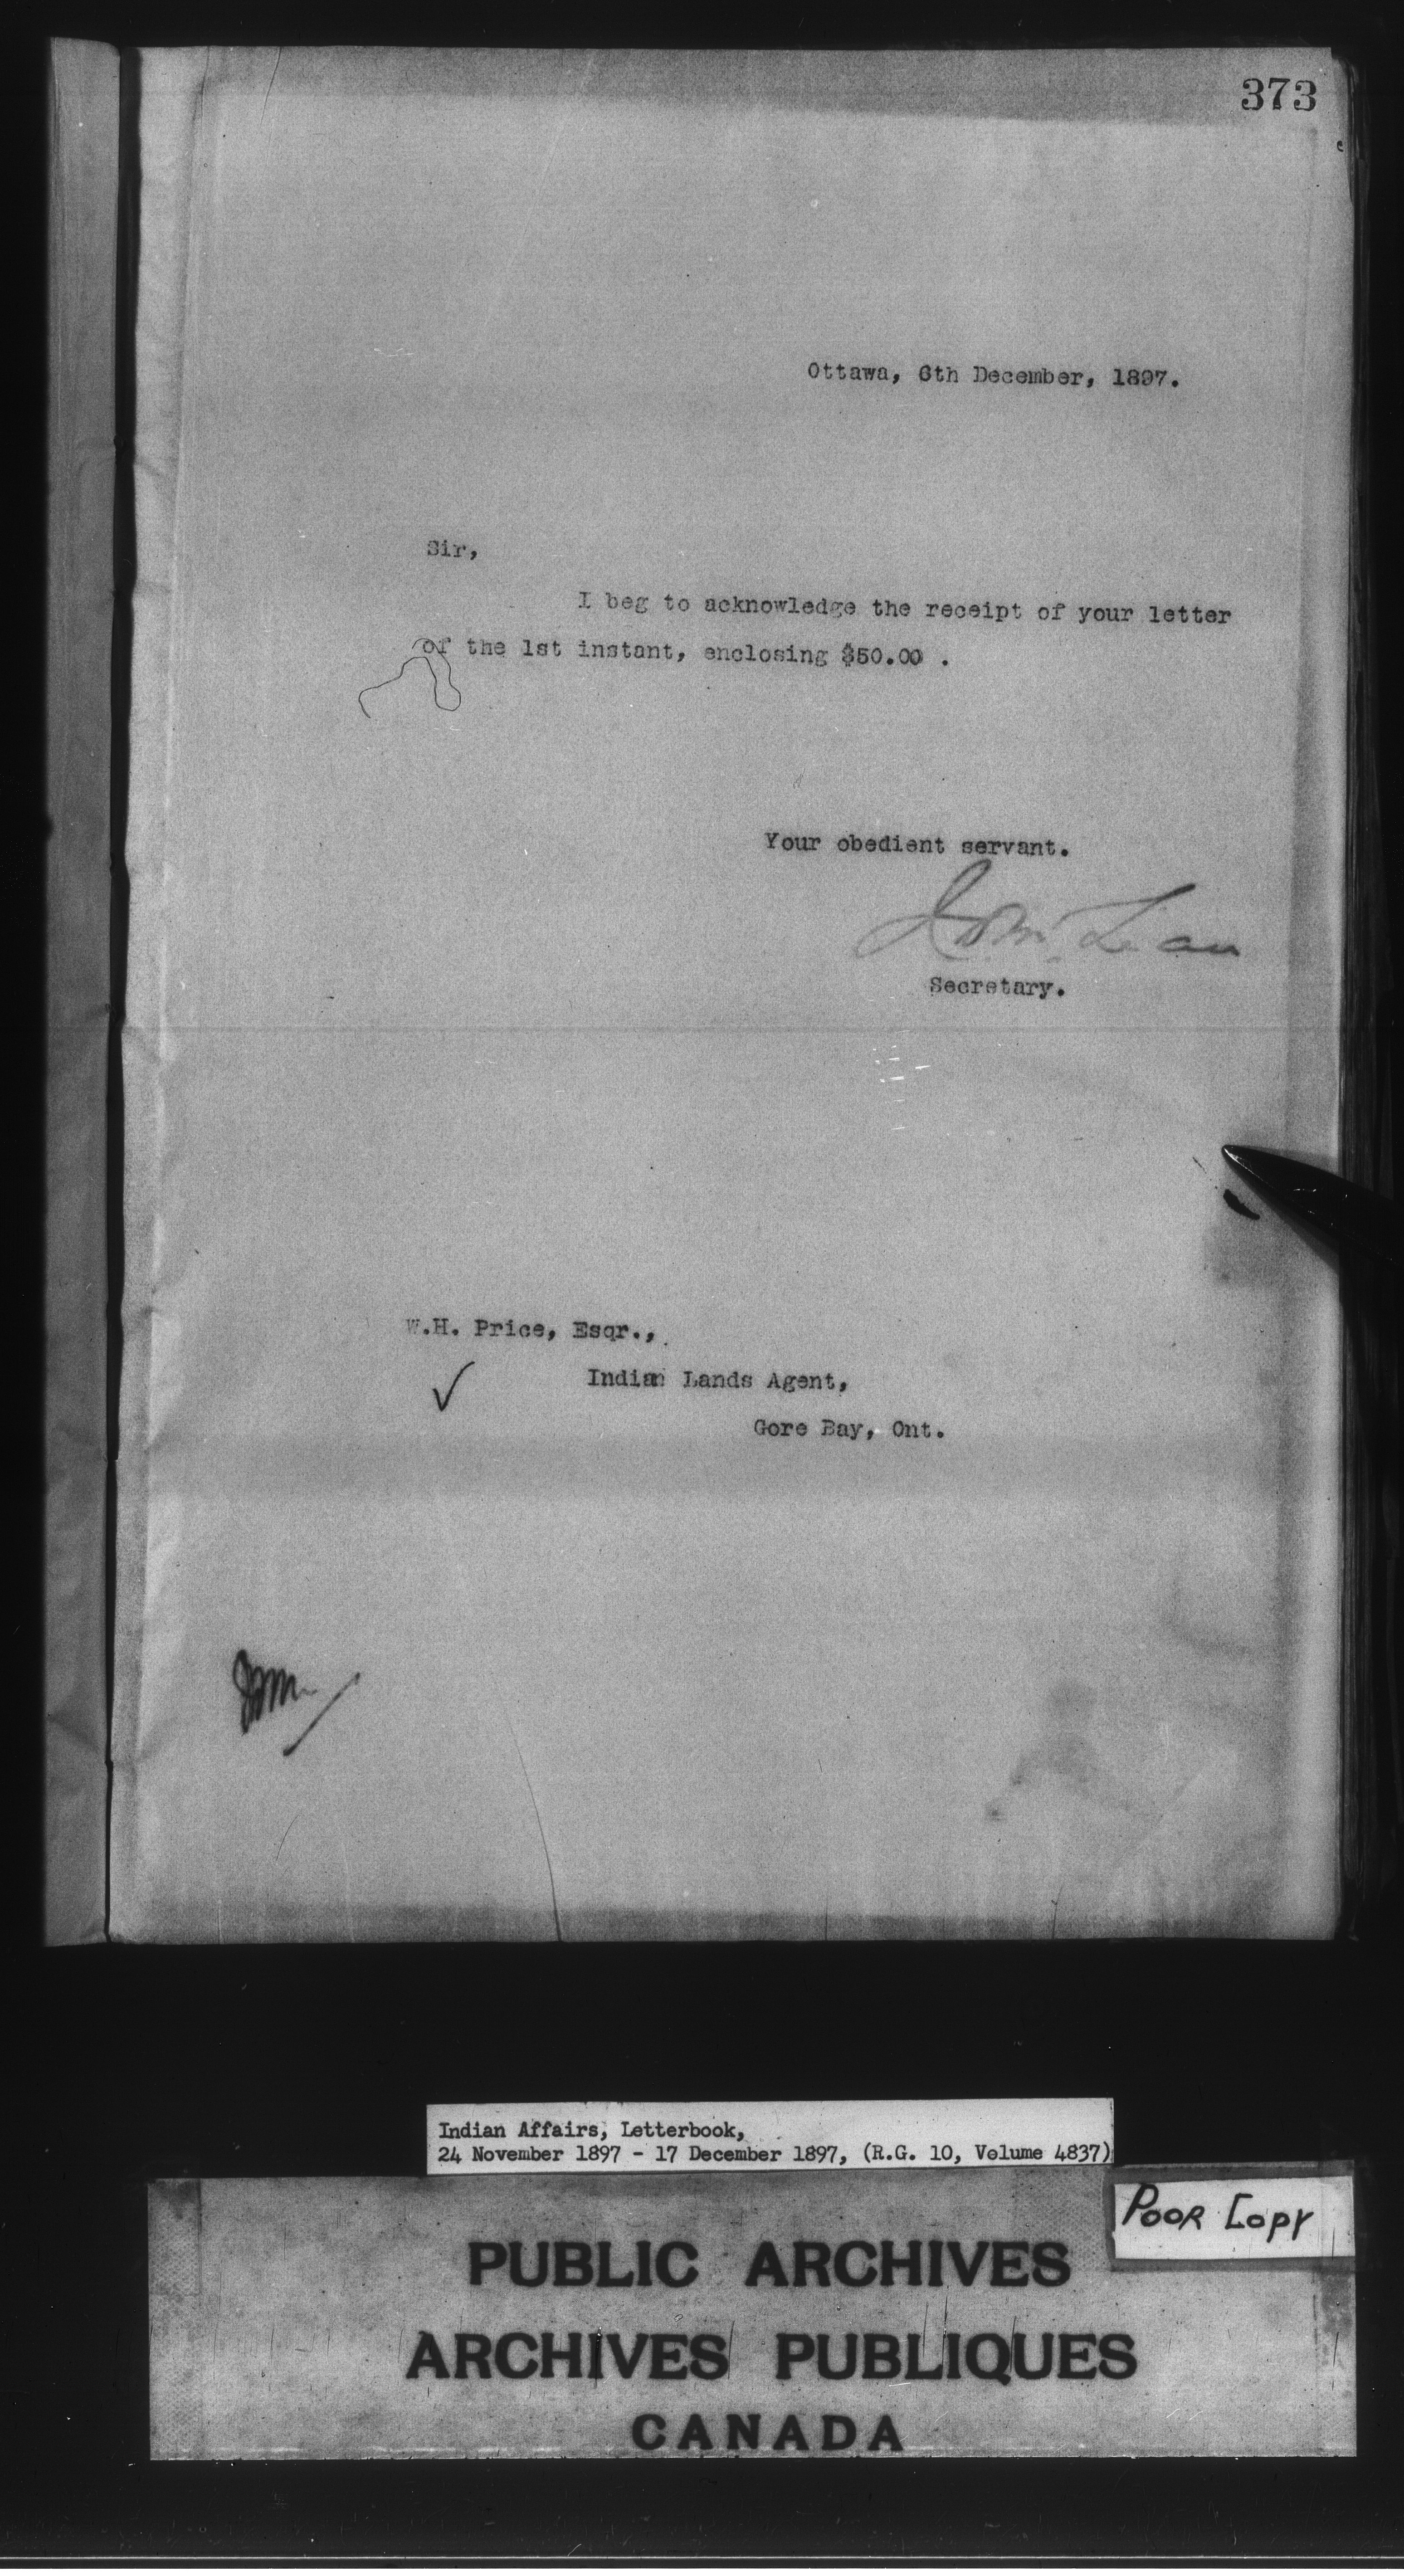 373
Ottawa, 6th December, 1897.
Sir,
I beg to acknowledge the receipt of your letter
of the 1st instant, enclosing $50.00 .
Your obedient servant.
J.D. McLean
Secretary.
W.H. Price, Esqr.,
Indian Lands Agent,
Gore Bay, Ont.
Indian Affairs, Letterbook,
24 November 1897 - 17 December 1897, (R.G. 10, Volume 4837)
POOR COPY
PUBLIC ARCHIVES
ARCHIVES PUBLIQUES
CANADA